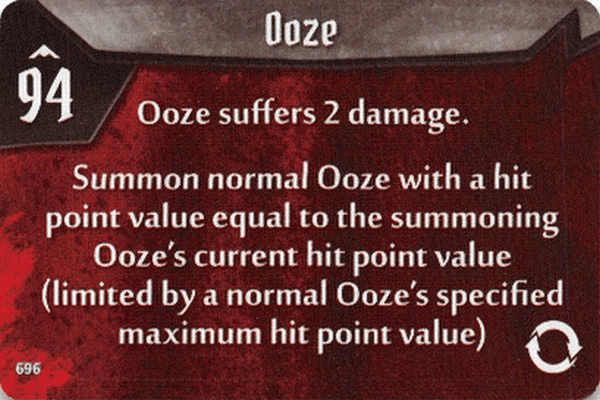 Ooze
94
Ooze suffers 2 damage.
Summon normal Ooze with a hit
point value equal to the summoning
Ooze's current hit point value
(limited by a normal Ooze's specified
maximum hit point value)
696